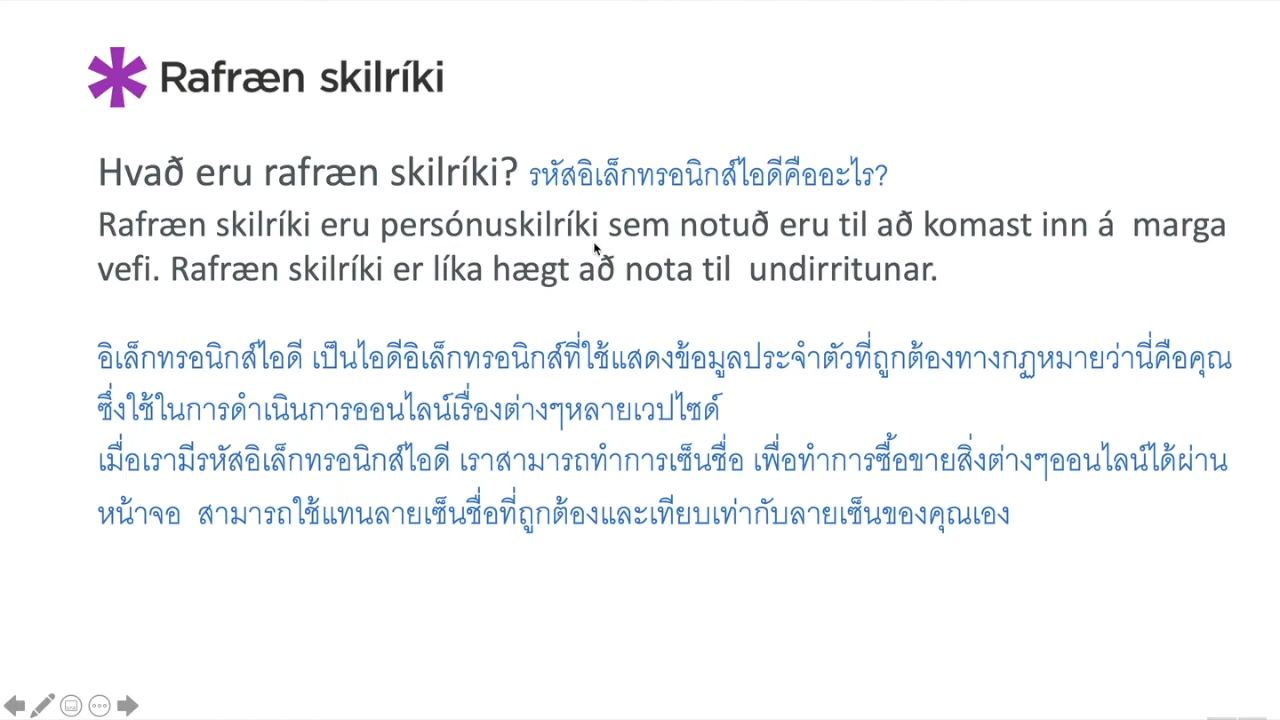 Rafræn skilríki
Hvað eru rafræn skilríki? รหัสอิเล็กทรอนิกส์ไอดีคืออะไร?
Rafræn skilríki eru persónuskilríki sem notuð eru til að komast inn á  marga
vefi. Rafræn skilríki er líka hægt að nota til  undirritunar.
อิเล็กทรอนิกส์ไอดี เป็นไอดีอิเล็กทรอนิกส์ที่ใช้แสดงข้อมูลประจำตัวที่ถูกต้องทางกฎหมายว่านี่คือคุณ
ซึ่งใช้ในการดำเนินการออนไลน์เรื่องต่างๆหลายเวปไซด์
เมื่อเรามีรหัสอิเล็กทรอนิกส์ไอดี เราสามารถทำการเซ็นชื่อ เพื่อทำการซื้อขายสิ่งต่างๆออนไลน์ได้ผ่าน
หน้าจอ  สามารถใช้แทนลายเซ็นชื่อที่ถูกต้องและเทียบเท่ากับลายเซ็นของคุณเอง